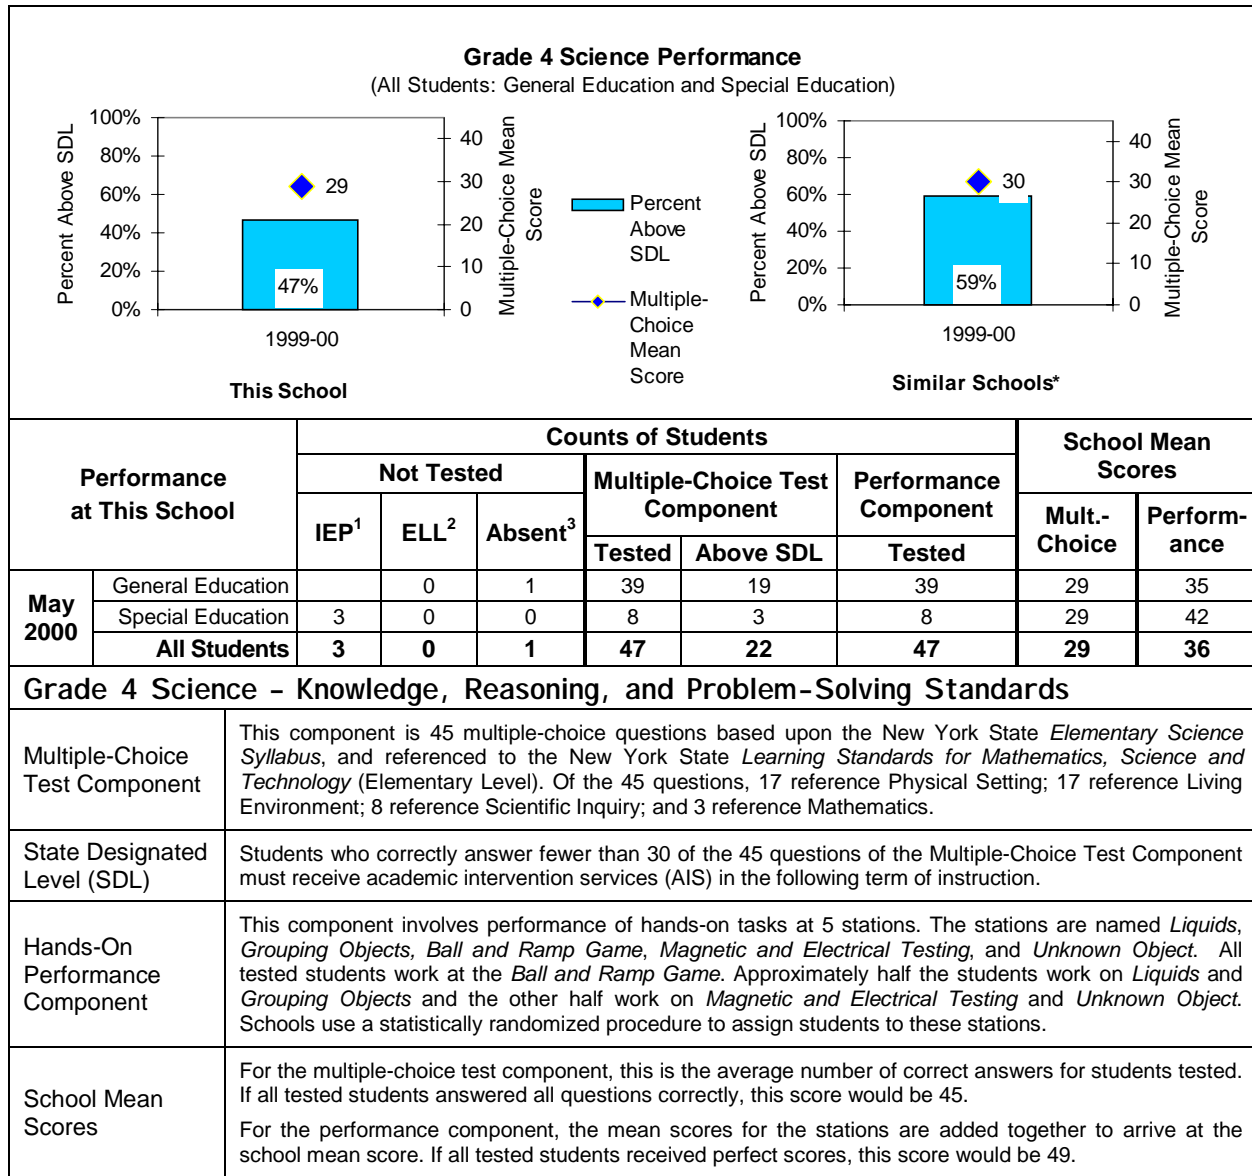 Grade 4 Science Performance
(All Students: General Education and Special Education)
Percent Above SDL
100%
80%
60%
40%
20%
0%
29
47%
40
30
20
10
0
Multiple-Choice Mean Score
1999-00
This School
Percent
Above
SDL
Multiple-
Choice
Mean
Score
Percent Above SDL
100%
80%
60%
40%
20%
0%
30
59%
40
30
20
10
0
Multiple-Choice Mean Score
1999-00
Similar Schools*
Performance
at This School
Counts of Students
School Mean
Scores
Not Tested
Multiple-Choice Test
Component
Performance
Component
IEP1 ELL2 Absent3
Mult.-
Choice
Perform-
ance
Tested Above SDL Tested
May
2000
General Education 0 1 39 19 39 29 35
Special Education 3 0 0 8 3 8 29 42
All Students 3 0 1 47 22 47 29 36
Grade 4 Science – Knowledge, Reasoning, and Problem-Solving Standards
Multiple-Choice
Test Component
This component is 45 multiple-choice questions based upon the New York State Elementary Science
Syllabus, and referenced to the New York State Learning Standards for Mathematics, Science and
Technology (Elementary Level). Of the 45 questions, 17 reference Physical Setting; 17 reference Living
Environment; 8 reference Scientific Inquiry; and 3 reference Mathematics.
State Designated
Level (SDL)
Students who correctly answer fewer than 30 of the 45 questions of the Multiple-Choice Test Component
must receive academic intervention services (AIS) in the following term of instruction.
Hands-On
Performance
Component
This component involves performance of hands-on tasks at 5 stations. The stations are named Liquids,
Grouping Objects, Ball and Ramp Game, Magnetic and Electrical Testing, and Unknown Object. All
tested students work at the Ball and Ramp Game. Approximately half the students work on Liquids and
Grouping Objects and the other half work on Magnetic and Electrical Testing and Unknown Object.
Schools use a statistically randomized procedure to assign students to these stations.
School Mean
Scores
For the multiple-choice test component, this is the average number of correct answers for students tested.
If all tested students answered all questions correctly, this score would be 45.
For the performance component, the mean scores for the stations are added together to arrive at the
school mean score. If all tested students received perfect scores, this score would be 49.